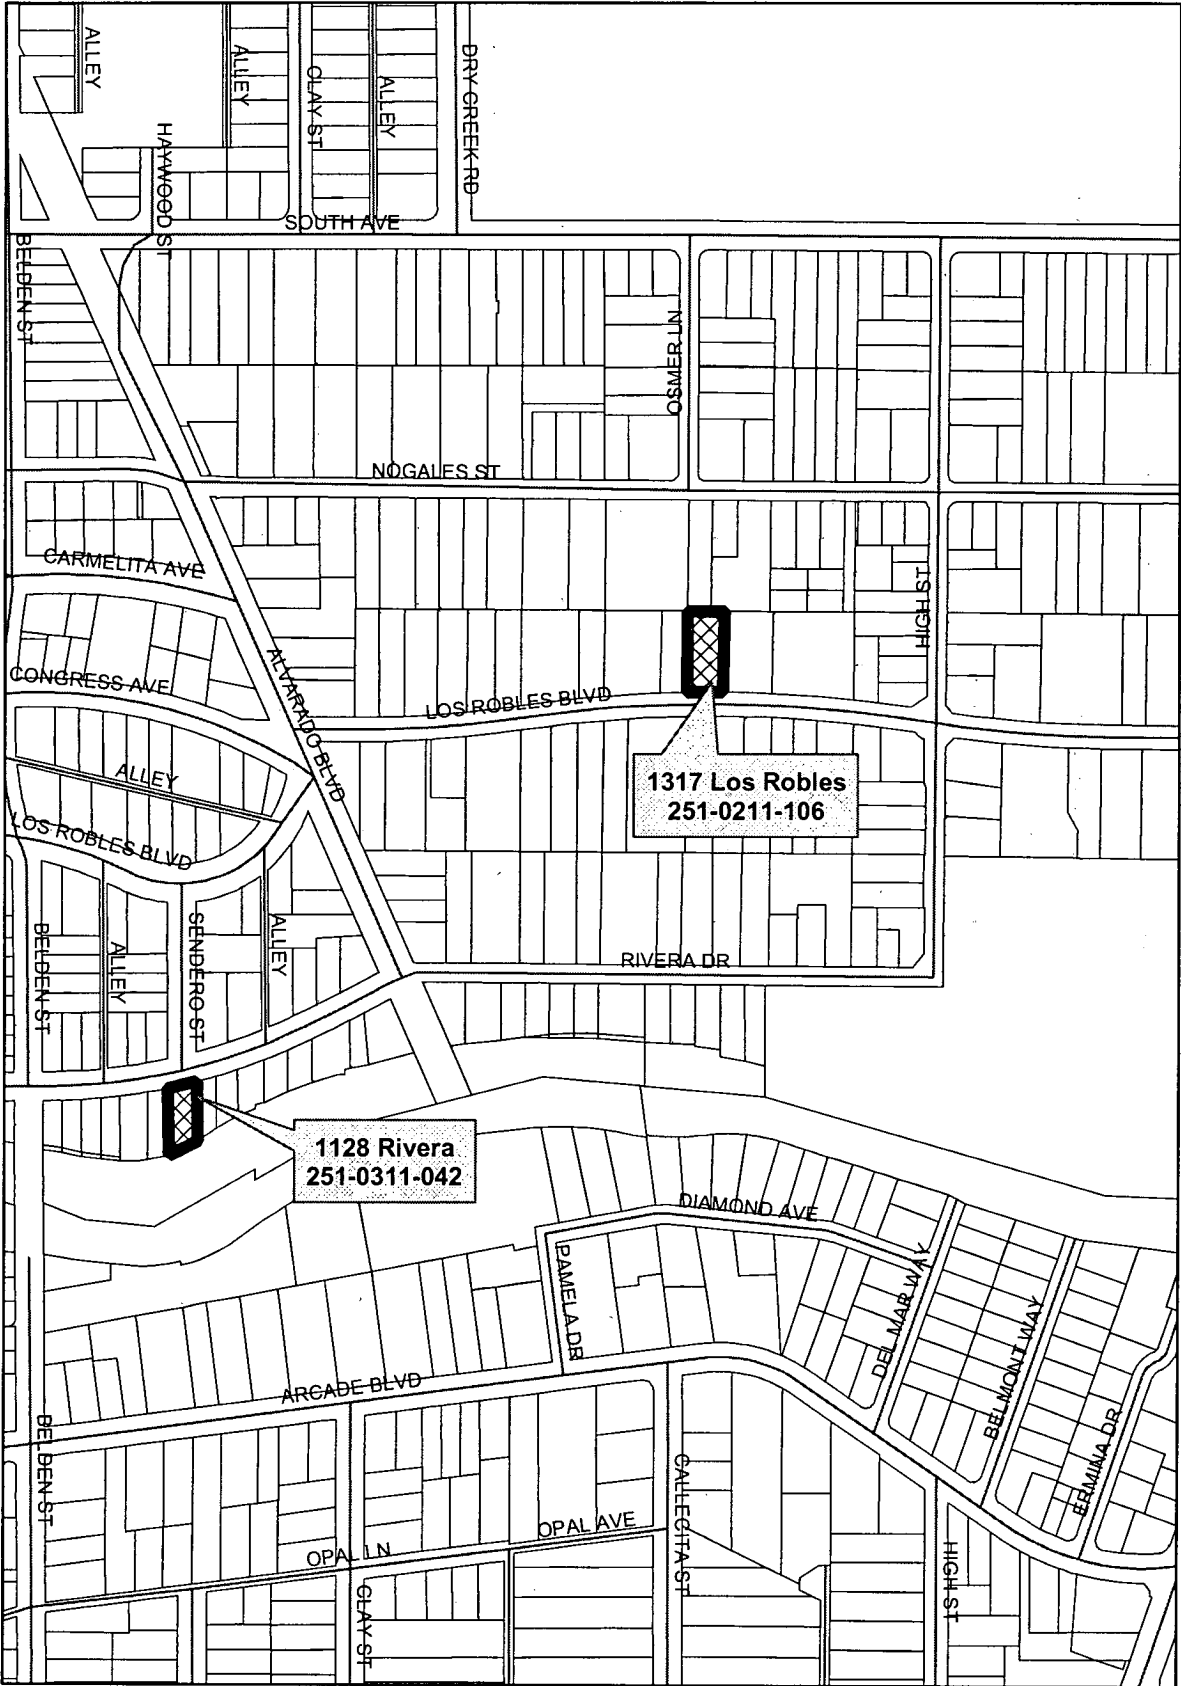 ALLEY
ALLEY
CLAY ST
ALLEY
DRY CREEK RD
HAYWOOD ST
SOUTH AVE
BELDEN ST
OSMER LN
NOGALES ST
CARMELITA AVE
HIGH ST
CONGRESS AVE
ALVARADO BLVD
LOS ROBLES BLVD
1317 Los Robles
251-0211-106
ALLEY
LOS ROBLES BLVD
BELDEN ST
ALLEY
SENDERO ST
ALLEY
RIVERA DR
1128 Rivera
251-0311-042
DIAMOND AVE
PAMELA DR
DEL MAR WAY
BELMONT WAY
ERMINA DR
ARCADE BLVD
BELDEN ST
CALLECITA ST
OPAL AVE
OPAL LN
CLAY ST
HIGH ST